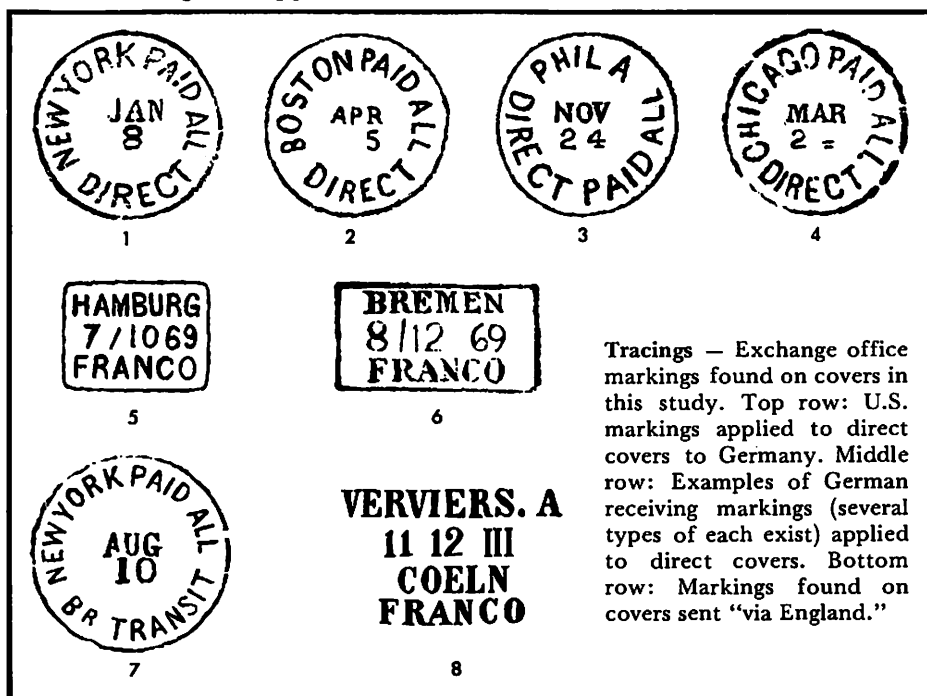 NEW YORK PAID ALL
DIRECT
JAN
8
1
BOSTON PAID ALL
DIRECT
APR
5
2
PHILA
DIRECT PAID ALL
NOV
24
3
CHICAGO PAID ALL
DIRECT
MAR
2
4
HAMBURG
7/1069
FRANCO
5
BREMEN
8/12 69
FRANCO
6
Tracings — Exchange office
markings found on covers in
this study. Top row: U.S.
markings applied to direct
covers to Germany. Middle
row: Examples of German
receiving markings (several
types of each exist) applied
to direct covers. Bottom
row: Markings found on
covers sent “via England.”
NEW YORK PAID ALL
BR TRANSIT
AUG
10
7
VERVIERS. A
11 12 III
COELN
FRANCO
8